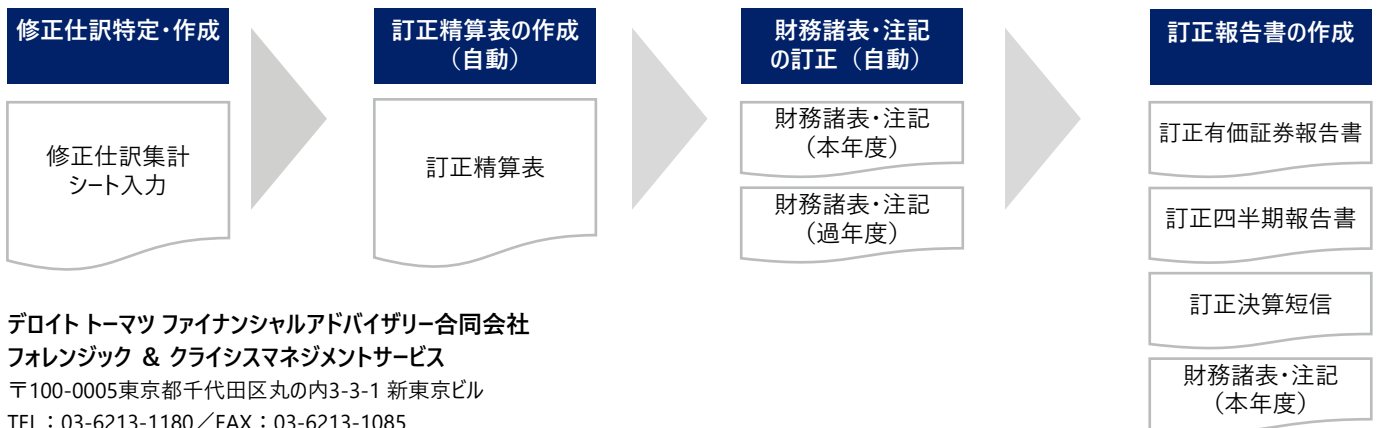 修正仕訳特定・作成
修正仕訳集計
シート入力
訂正精算表の作成
（自動）
訂正精算表
財務諸表・注記
の訂正（自動）
財務諸表・注記
（本年度）
財務諸表・注記
（過年度）
訂正報告書の作成
訂正有価証券報告書
訂正四半期報告書
訂正決算短信
財務諸表・注記
（本年度）
デロイト トーマツ ファイナンシャルアドバイザリー合同会社
フォレンジック ＆ クライシスマネジメントサービス
〒100-0005東京都千代田区丸の内3-3-1 新東京ビル
TEL：03-6213-1180／FAX：03-6213-1085